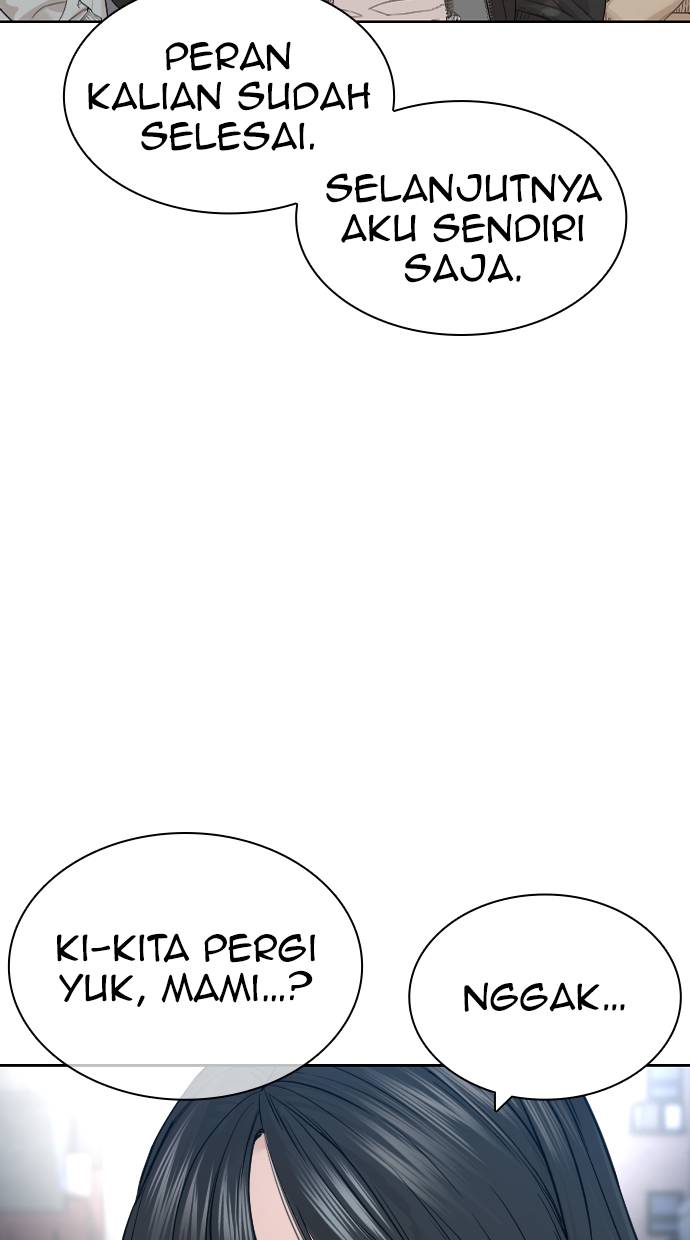 PERAN
KALIAN SUDAH
SELESAI.
SELANJUTNYA
AKU SENDIRI
SAJA.
KI-KITA PERGI
YUK, MAMI...?
NGGAK...